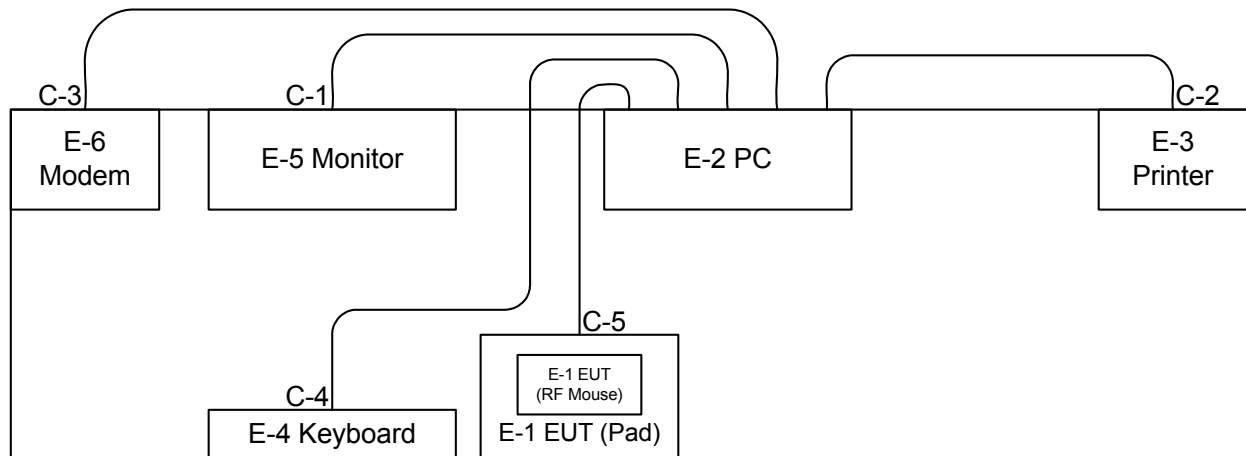 C-3
C-1
C-2
E-6
Modem
E-5 Monitor
E-2 PC
E-3
Printer
C-5
E-1 EUT
(RF Mouse)
E-1 EUT (Pad)
C-4
E-4 Keyboard